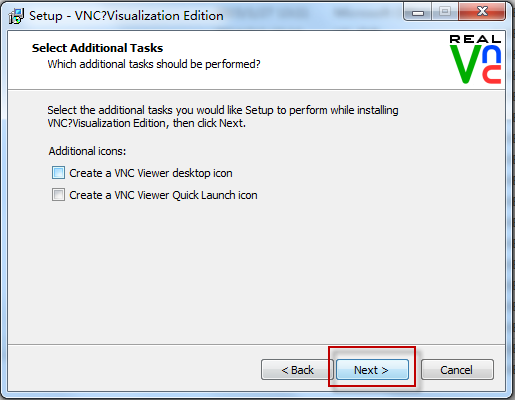 Setup - VNC?Visualization Edition
Select Additional Tasks
Which additional tasks should be performed?
REAL
Vnc
Select the additional tasks you would like Setup to perform while installing
VNC?Visualization Edition, then click Next.
Additional icons:
Create a VNC Viewer desktop icon
Create a VNC Viewer Quick Launch icon
< Back
Next >
Cancel